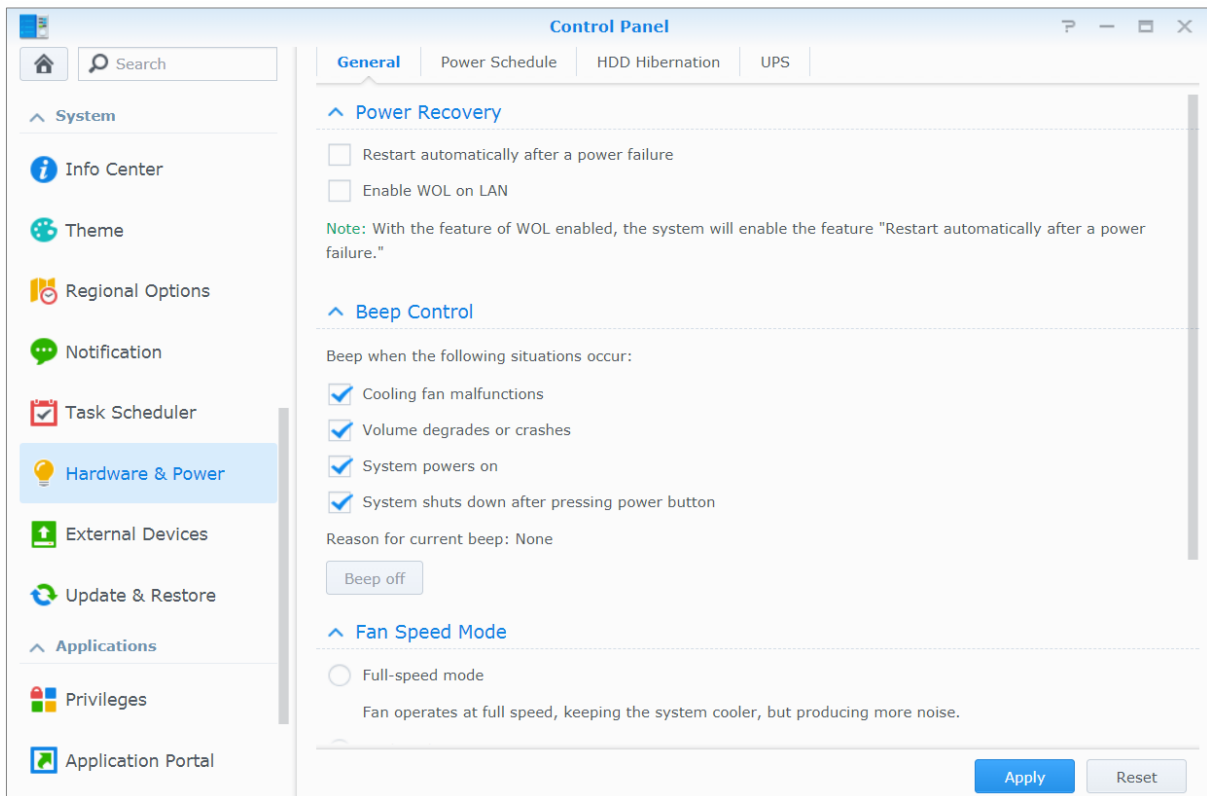 Control Panel
Search
System
Info Center
Theme
Regional Options
Notification
Task Scheduler
Hardware & Power
External Devices
Update & Restore
Applications
Privileges
Application Portal
General
Power Schedule
HDD Hibernation
UPS
Power Recovery
Restart automatically after a power failure
Enable WOL on LAN
Note: With the feature of WOL enabled, the system will enable the feature "Restart automatically after a power
failure."
Beep Control
Beep when the following situations occur:
Cooling fan malfunctions
Volume degrades or crashes
System powers on
System shuts down after pressing power button
Reason for current beep: None
Beep off
Fan Speed Mode
Full-speed mode
Fan operates at full speed, keeping the system cooler, but producing more noise.
Apply
Reset